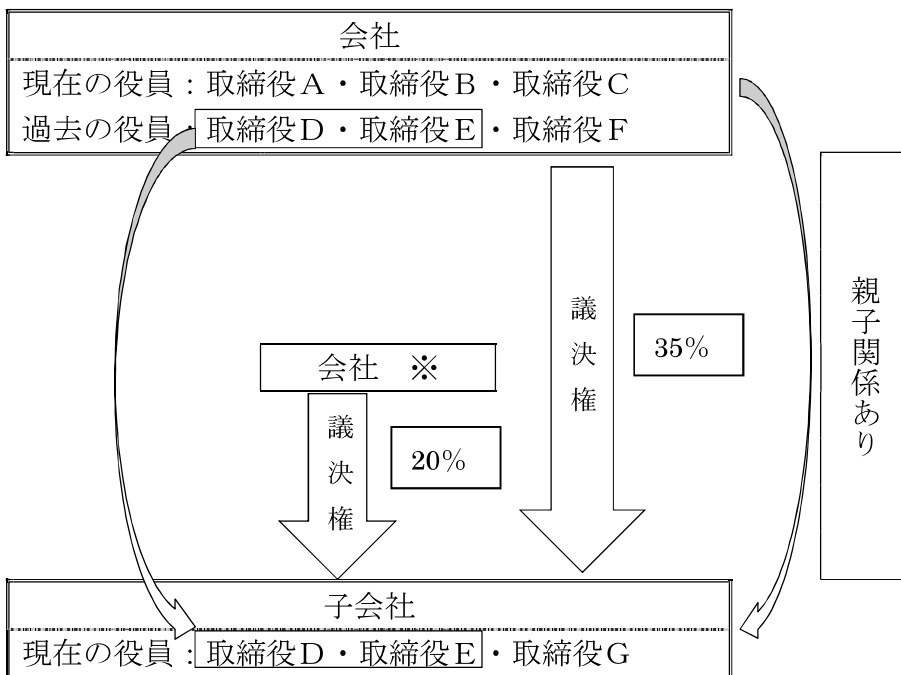 会社
現在の役員：取締役A・取締役B・取締役C
過去の役員：取締役D・取締役E・取締役F
親子関係あり
議決権
35%
会社　※
議決権
20%
子会社
現在の役員：取締役D・取締役E・取締役G